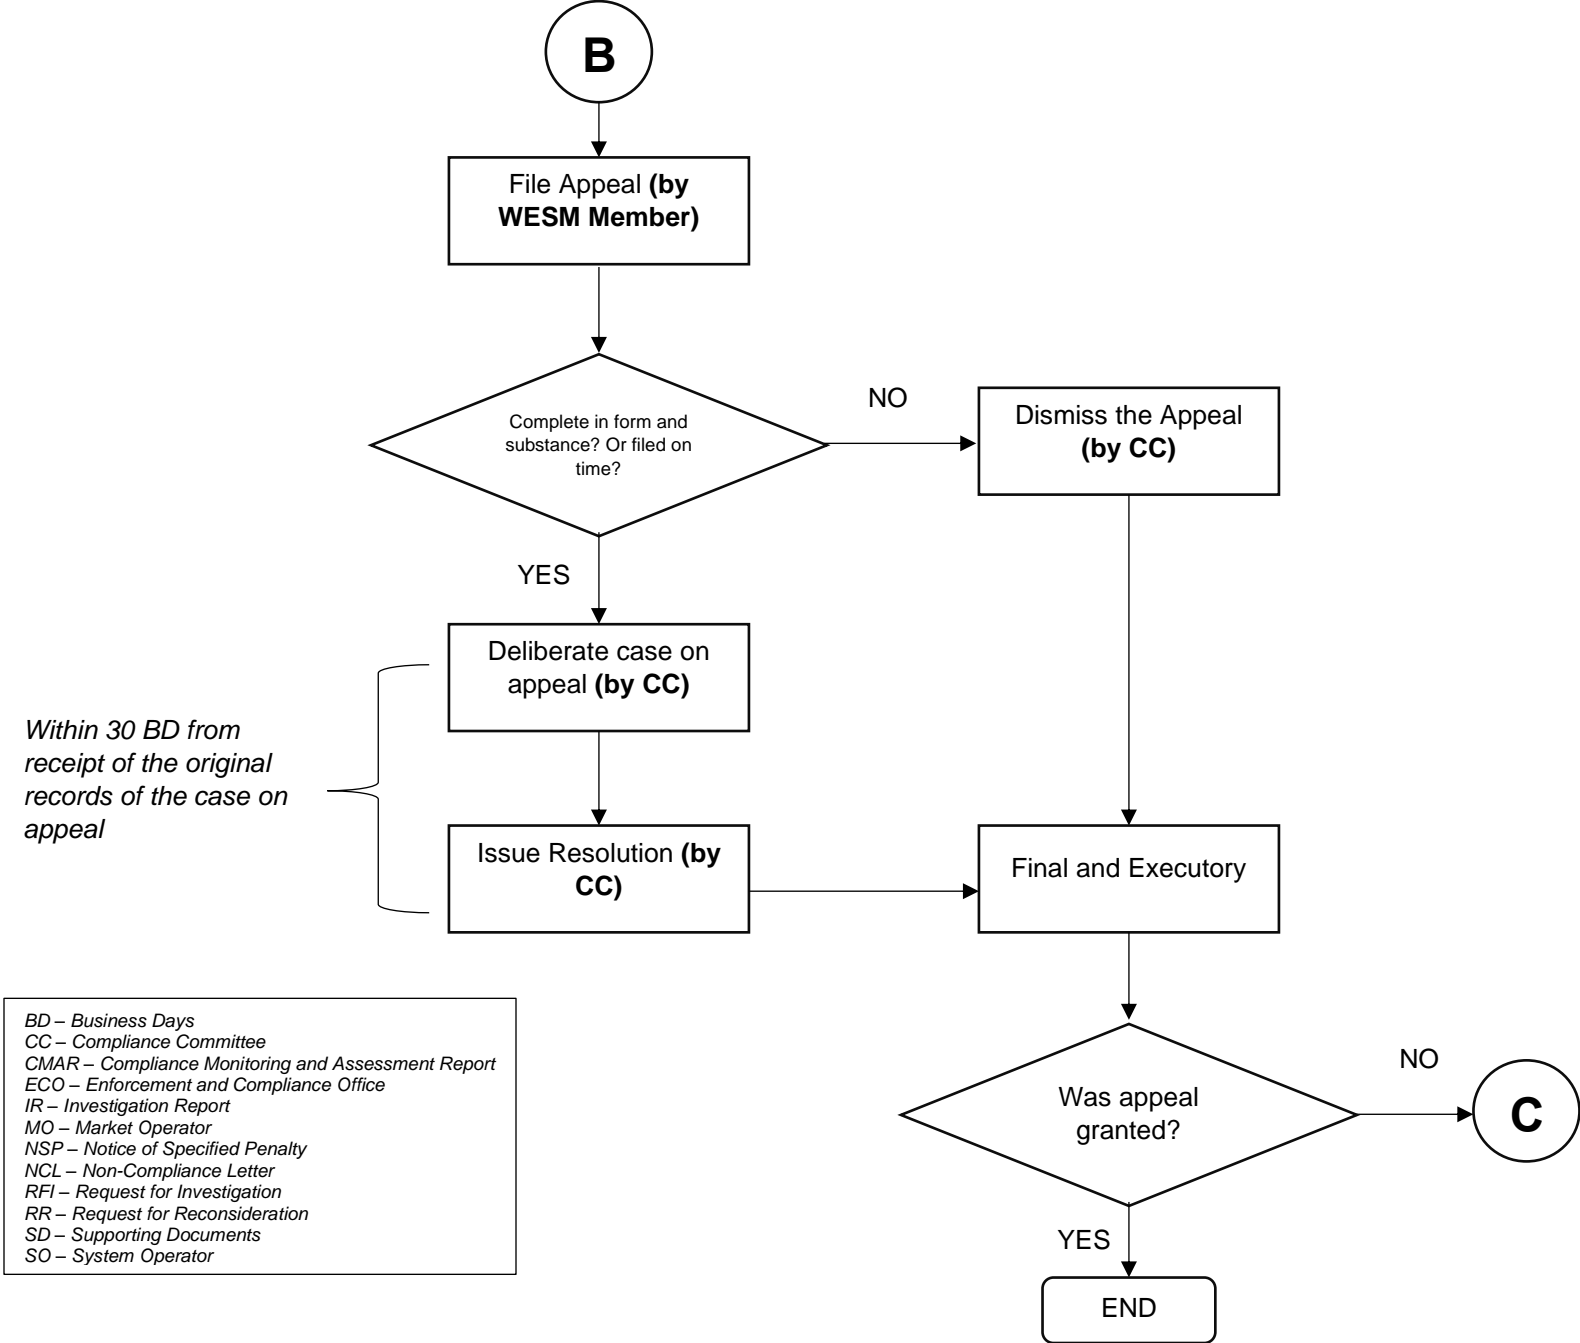 B
File Appeal (by
WESM Member)
Complete in form and
substance? Or filed on
time?
NO
Dismiss the Appeal
(by CC)
YES
Deliberate case on
appeal (by CC)
Within 30 BD from
receipt of the original
records of the case on
appeal
Issue Resolution (by
CC)
Final and Executory
Was appeal
granted?
NO
C
YES
END
BD – Business Days
CC – Compliance Committee
CMAR – Compliance Monitoring and Assessment Report
ECO – Enforcement and Compliance Office
IR – Investigation Report
MO – Market Operator
NSP – Notice of Specified Penalty
NCL – Non-Compliance Letter
RFI – Request for Investigation
RR – Request for Reconsideration
SD – Supporting Documents
SO – System Operator